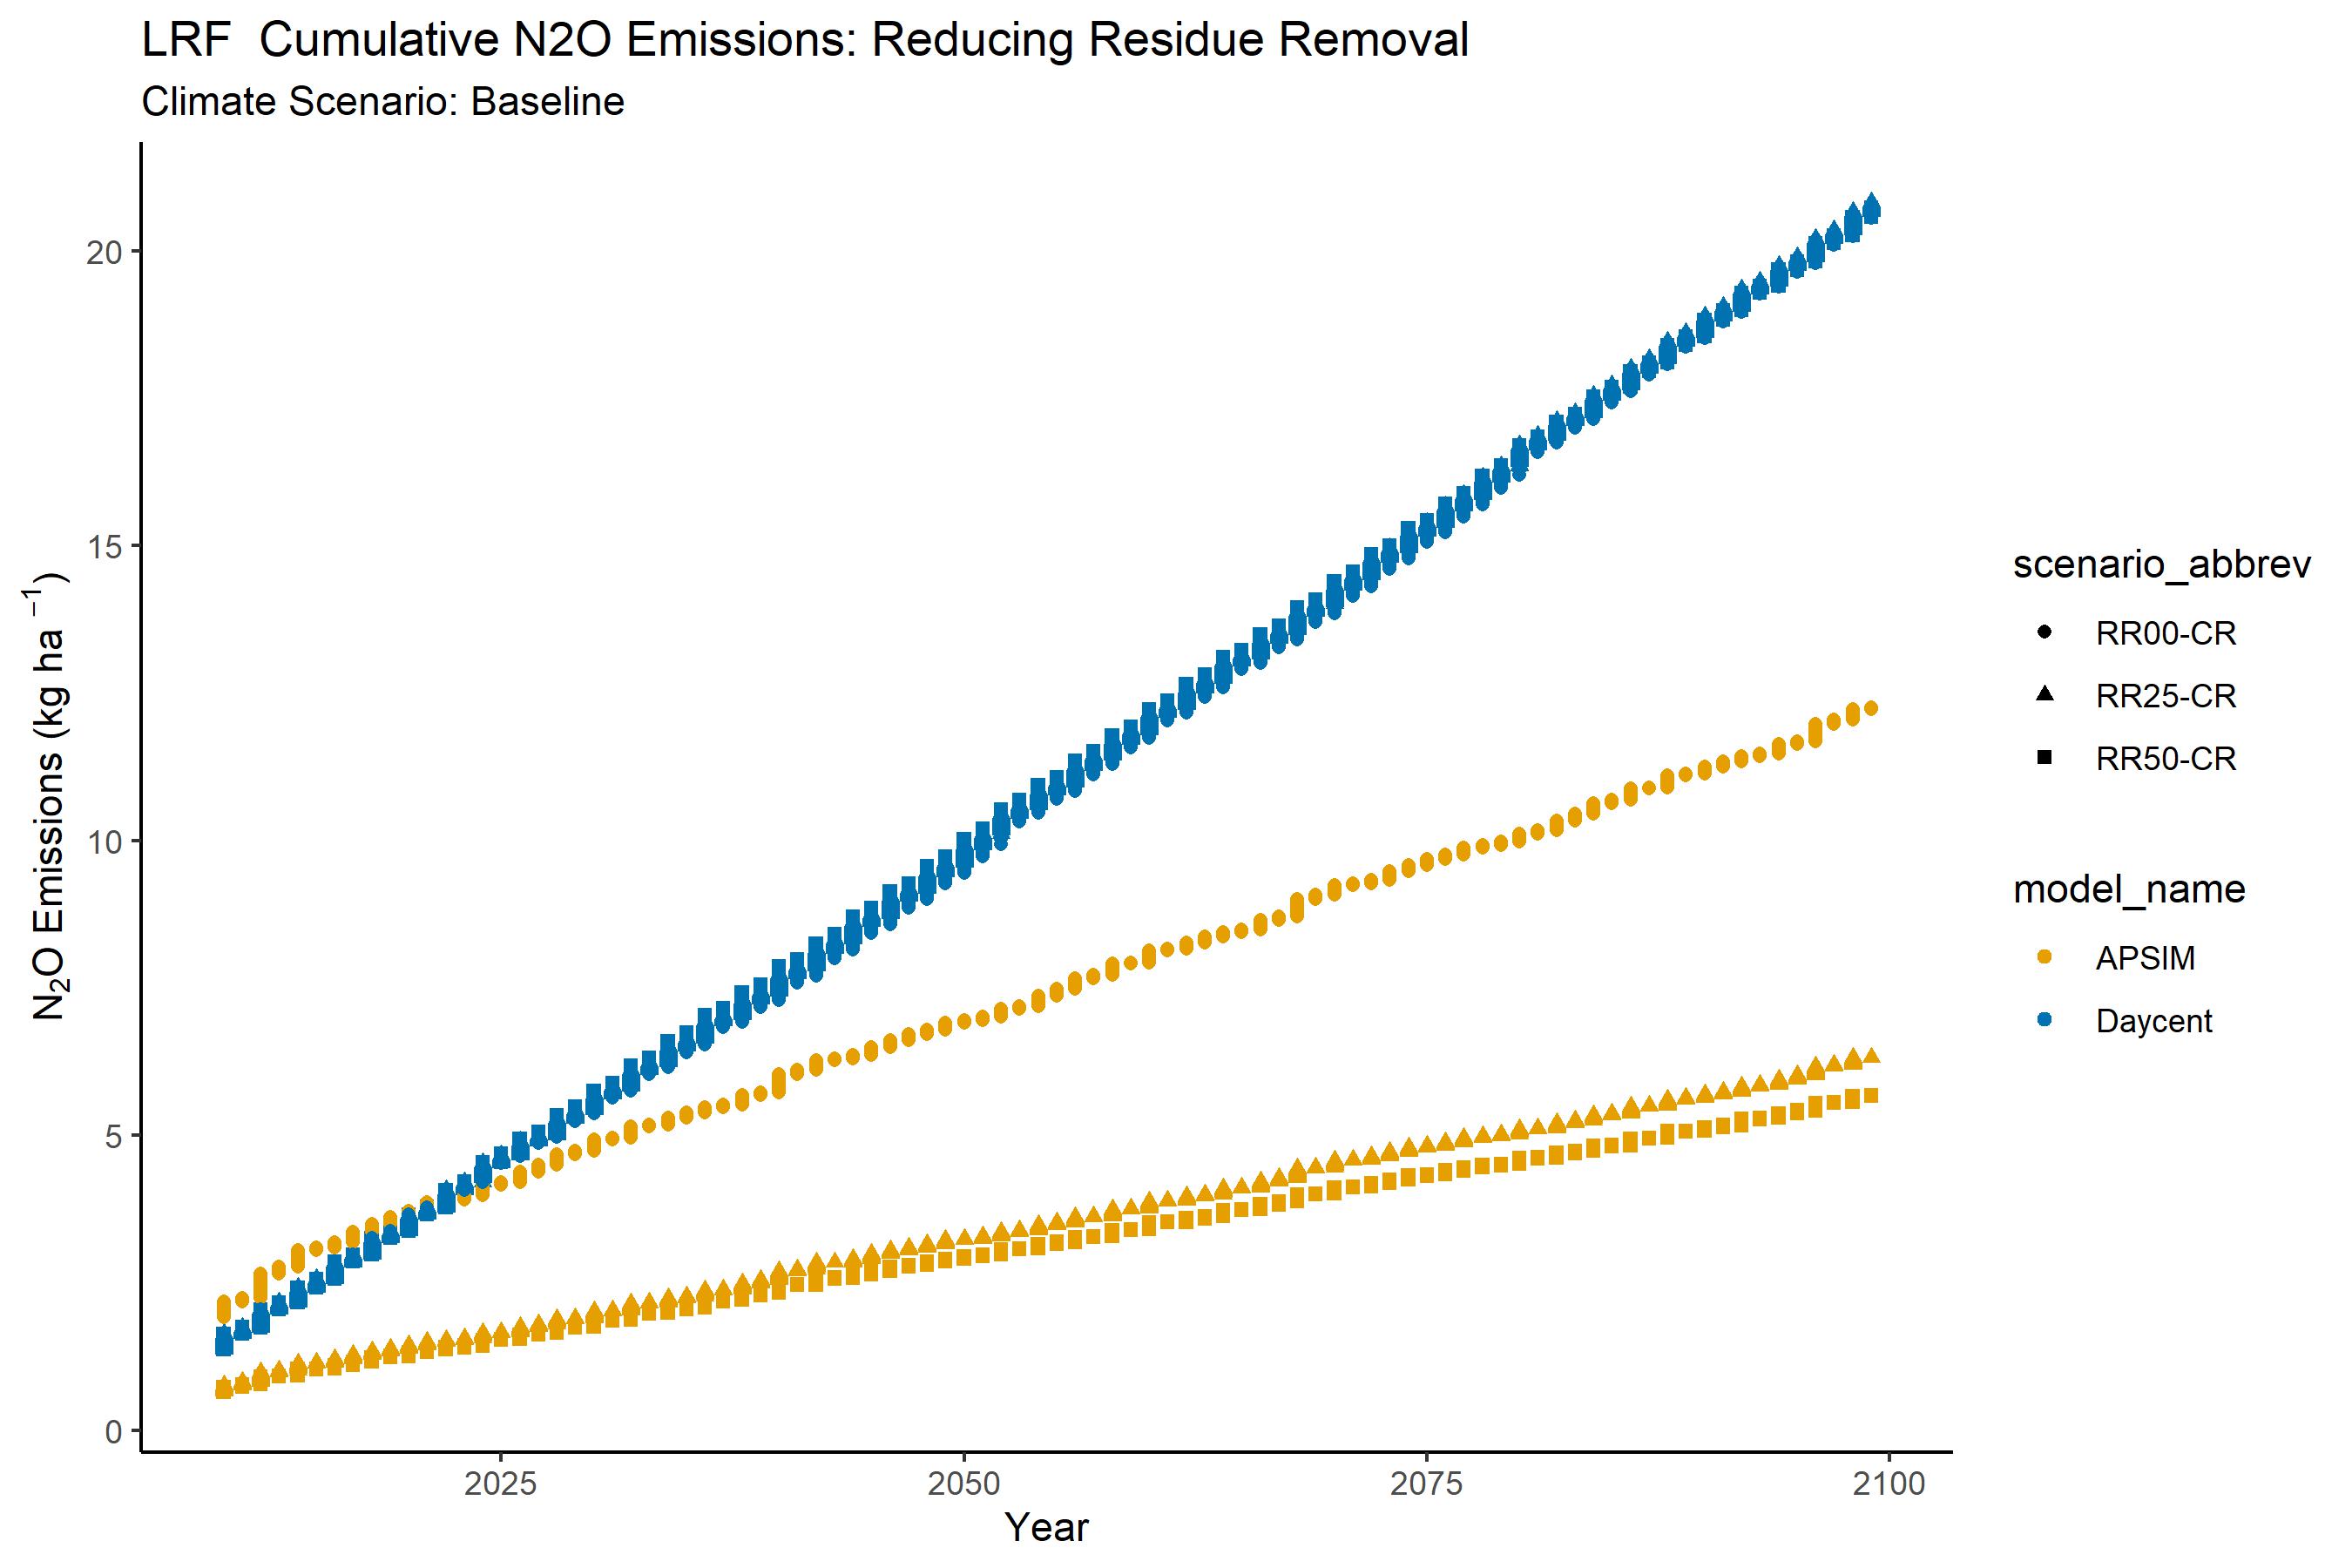 LRF  Cumulative N2O Emissions: Reducing Residue Removal
Climate Scenario: Baseline
N₂O Emissions (kg ha ⁻¹)
20
15
10
5
0
2025
2050
2075
2100
Year
scenario_abbrev
RR00-CR
RR25-CR
RR50-CR
model_name
APSIM
Daycent